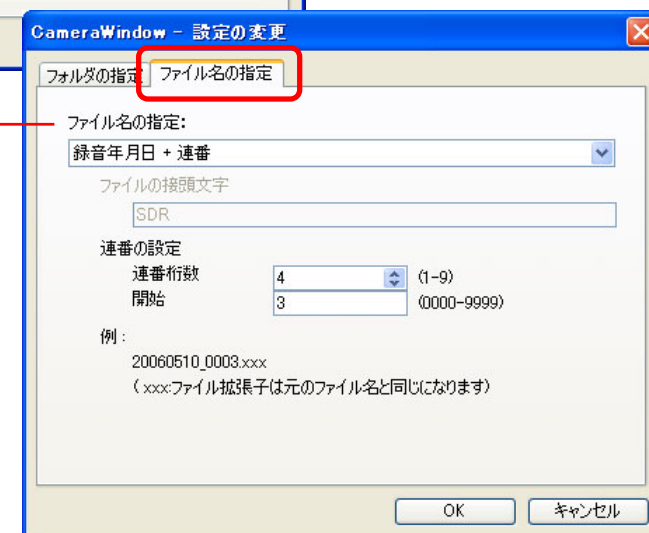 CameraWindow - 設定の変更
フォルダの指定 ファイル名の指定
ファイル名の指定:
録音年月日 + 連番
ファイルの接頭文字
SDR
連番の設定
連番桁数 4 (1-9)
開始 3 (0000-9999)
例 :
20060510_0003.xxx
( xxx:ファイル拡張子は元のファイル名と同じになります)
OK キャンセル